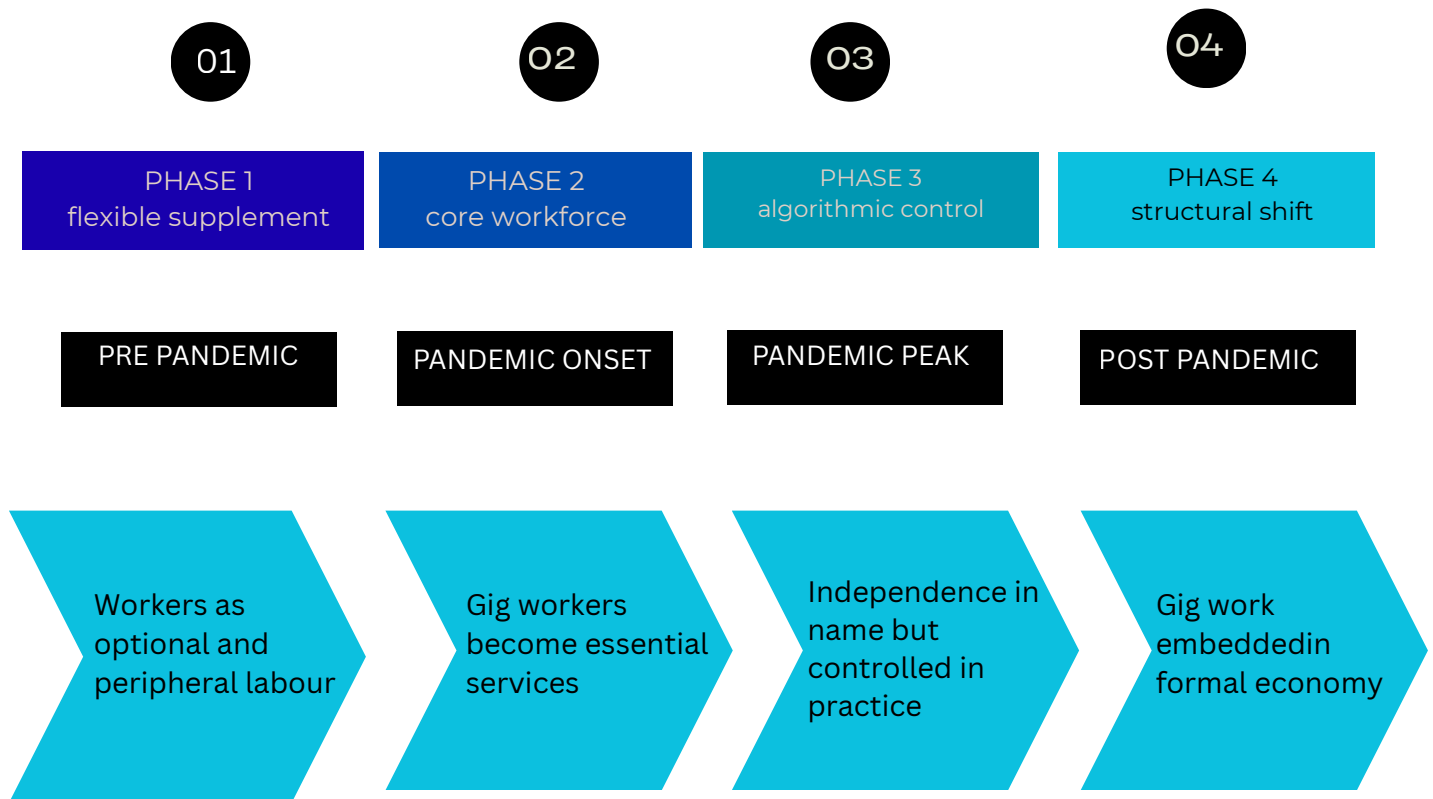 01
02
03
04
PHASE 1
flexible supplement
PHASE 2
core workforce
PHASE 3
algorithmic control
PHASE 4
structural shift
PRE PANDEMIC
PANDEMIC ONSET
PANDEMIC PEAK
POST PANDEMIC
Workers as
optional and
peripheral labour
Gig workers
become essential
services
Independence in
name but
controlled in
practice
Gig work
embeddedin
formal economy